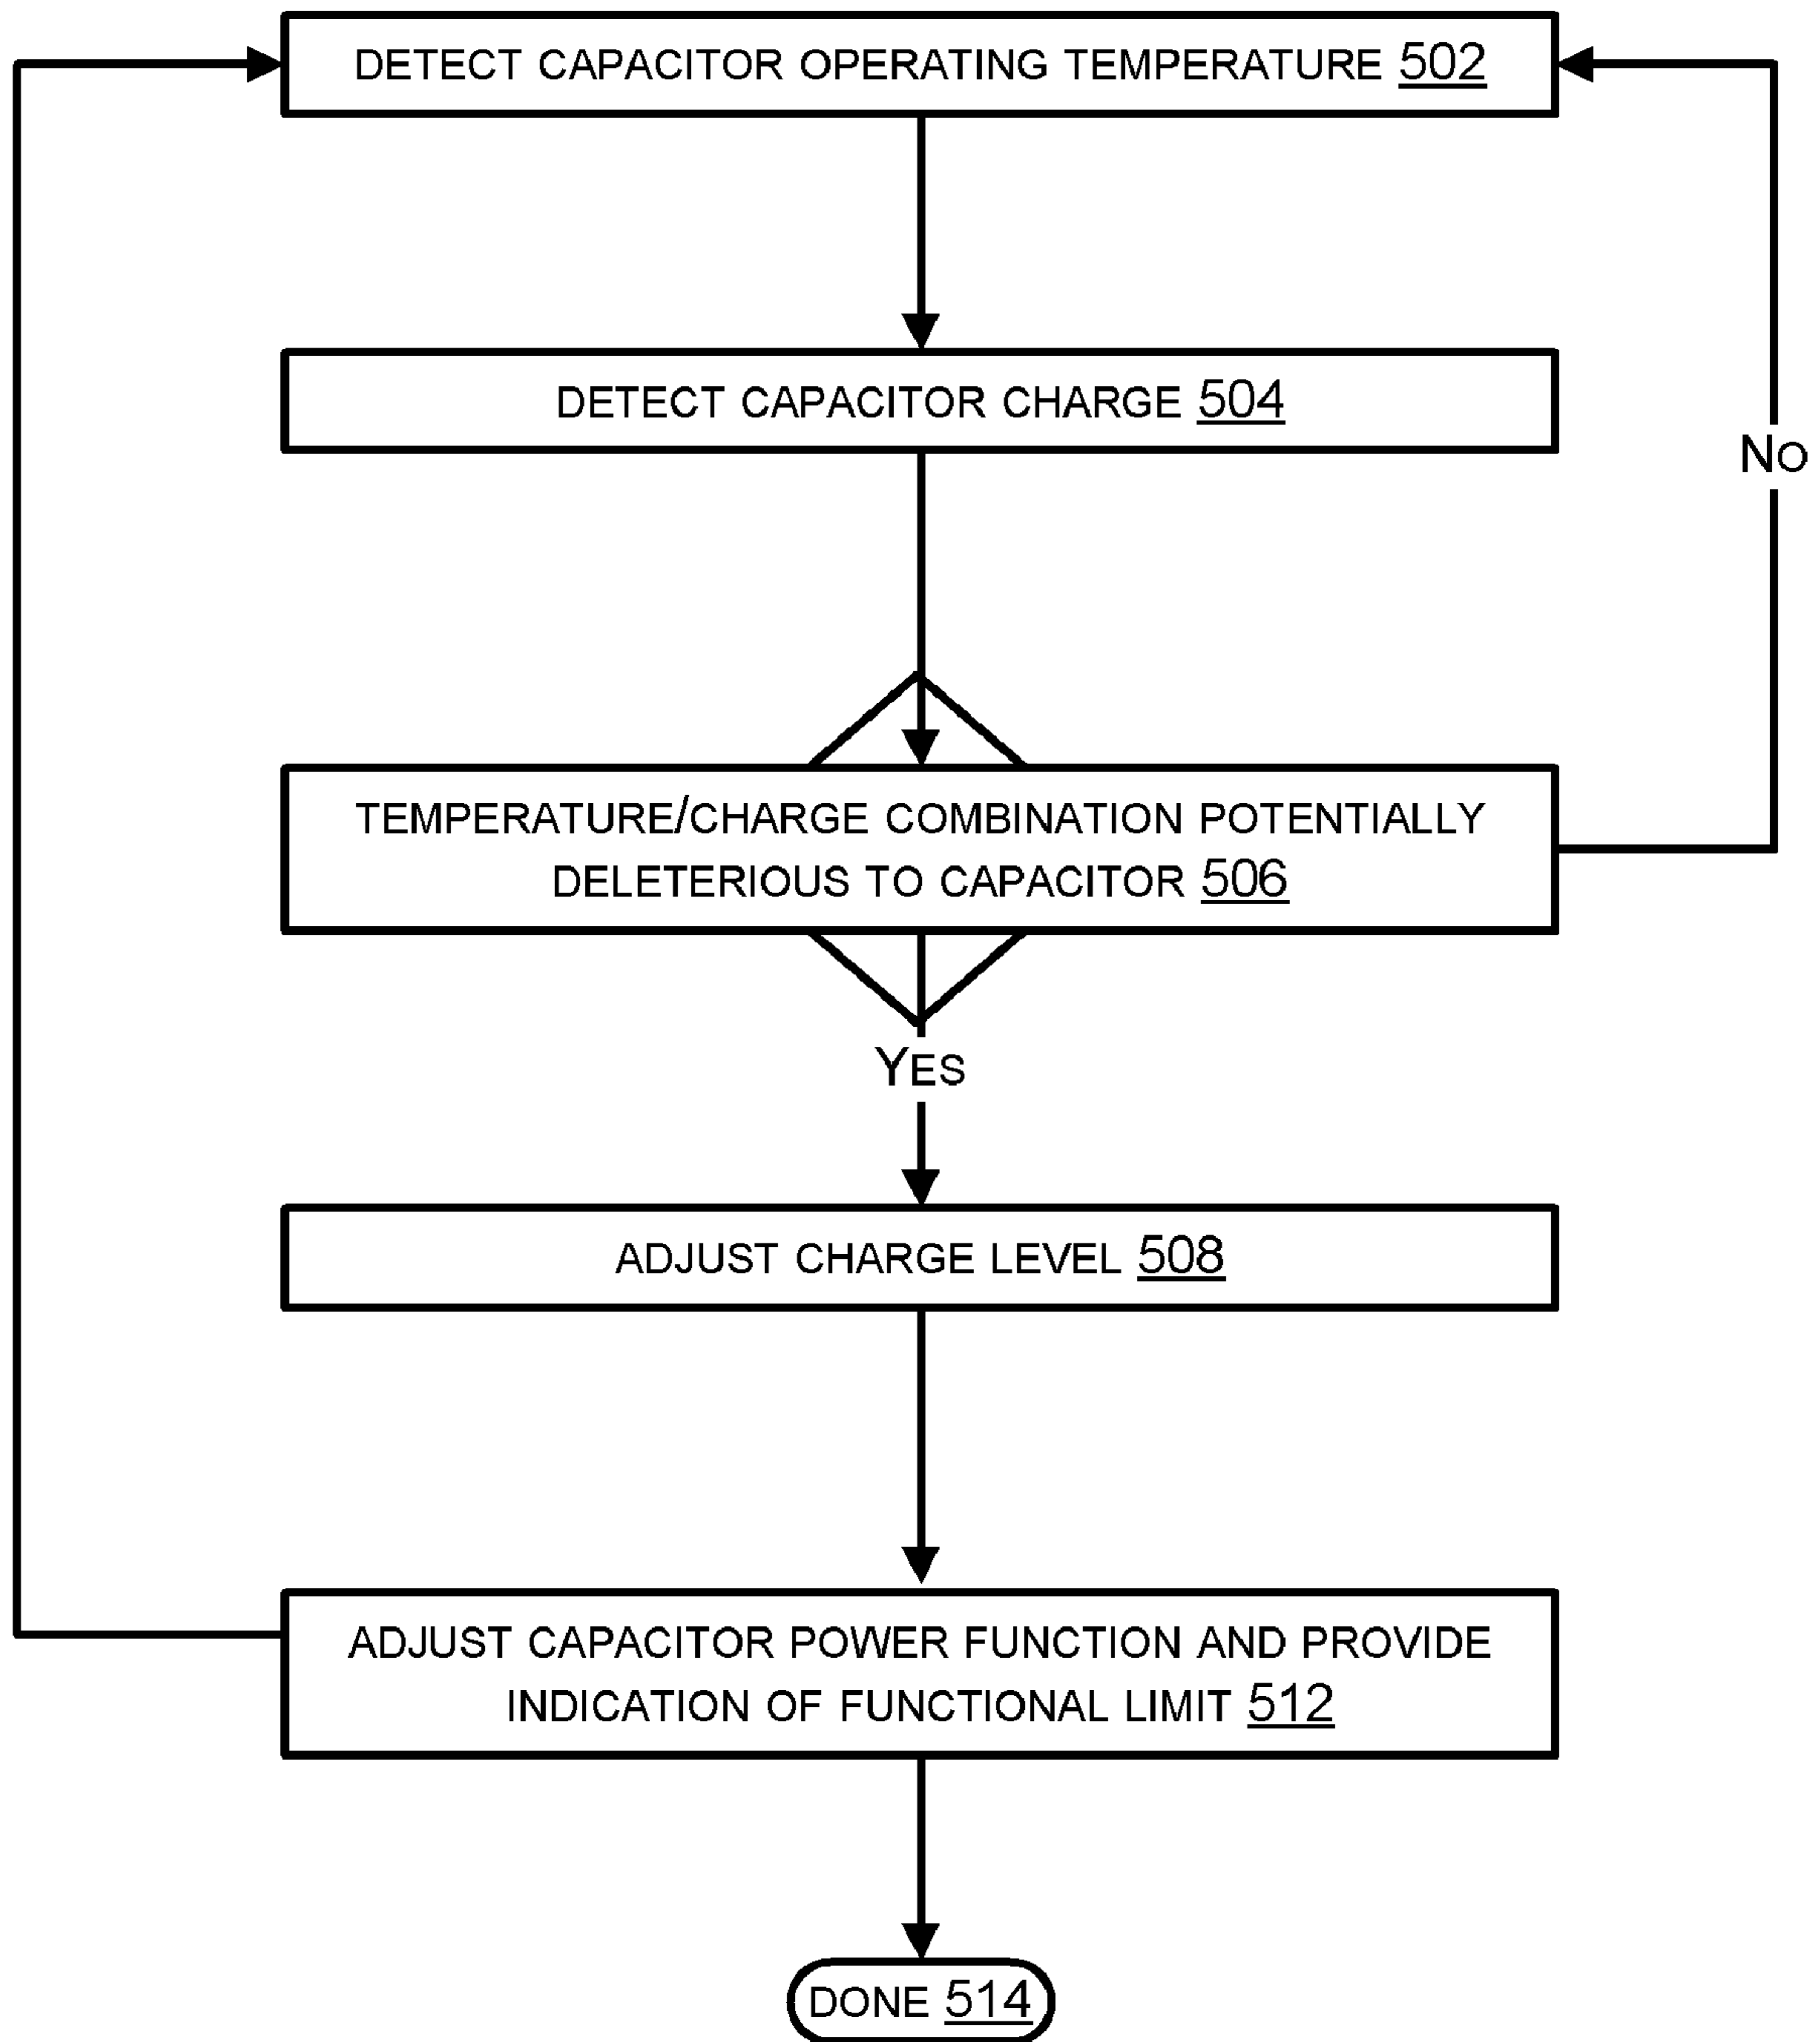 DETECT CAPACITOR OPERATING TEMPERATURE 502
DETECT CAPACITOR CHARGE 504
NO
TEMPERATURE/CHARGE COMBINATION POTENTIALLY
DELETERIOUS TO CAPACITOR 506
YES
ADJUST CHARGE LEVEL 508
ADJUST CAPACITOR POWER FUNCTION AND PROVIDE
INDICATION OF FUNCTIONAL LIMIT 512
DONE 514